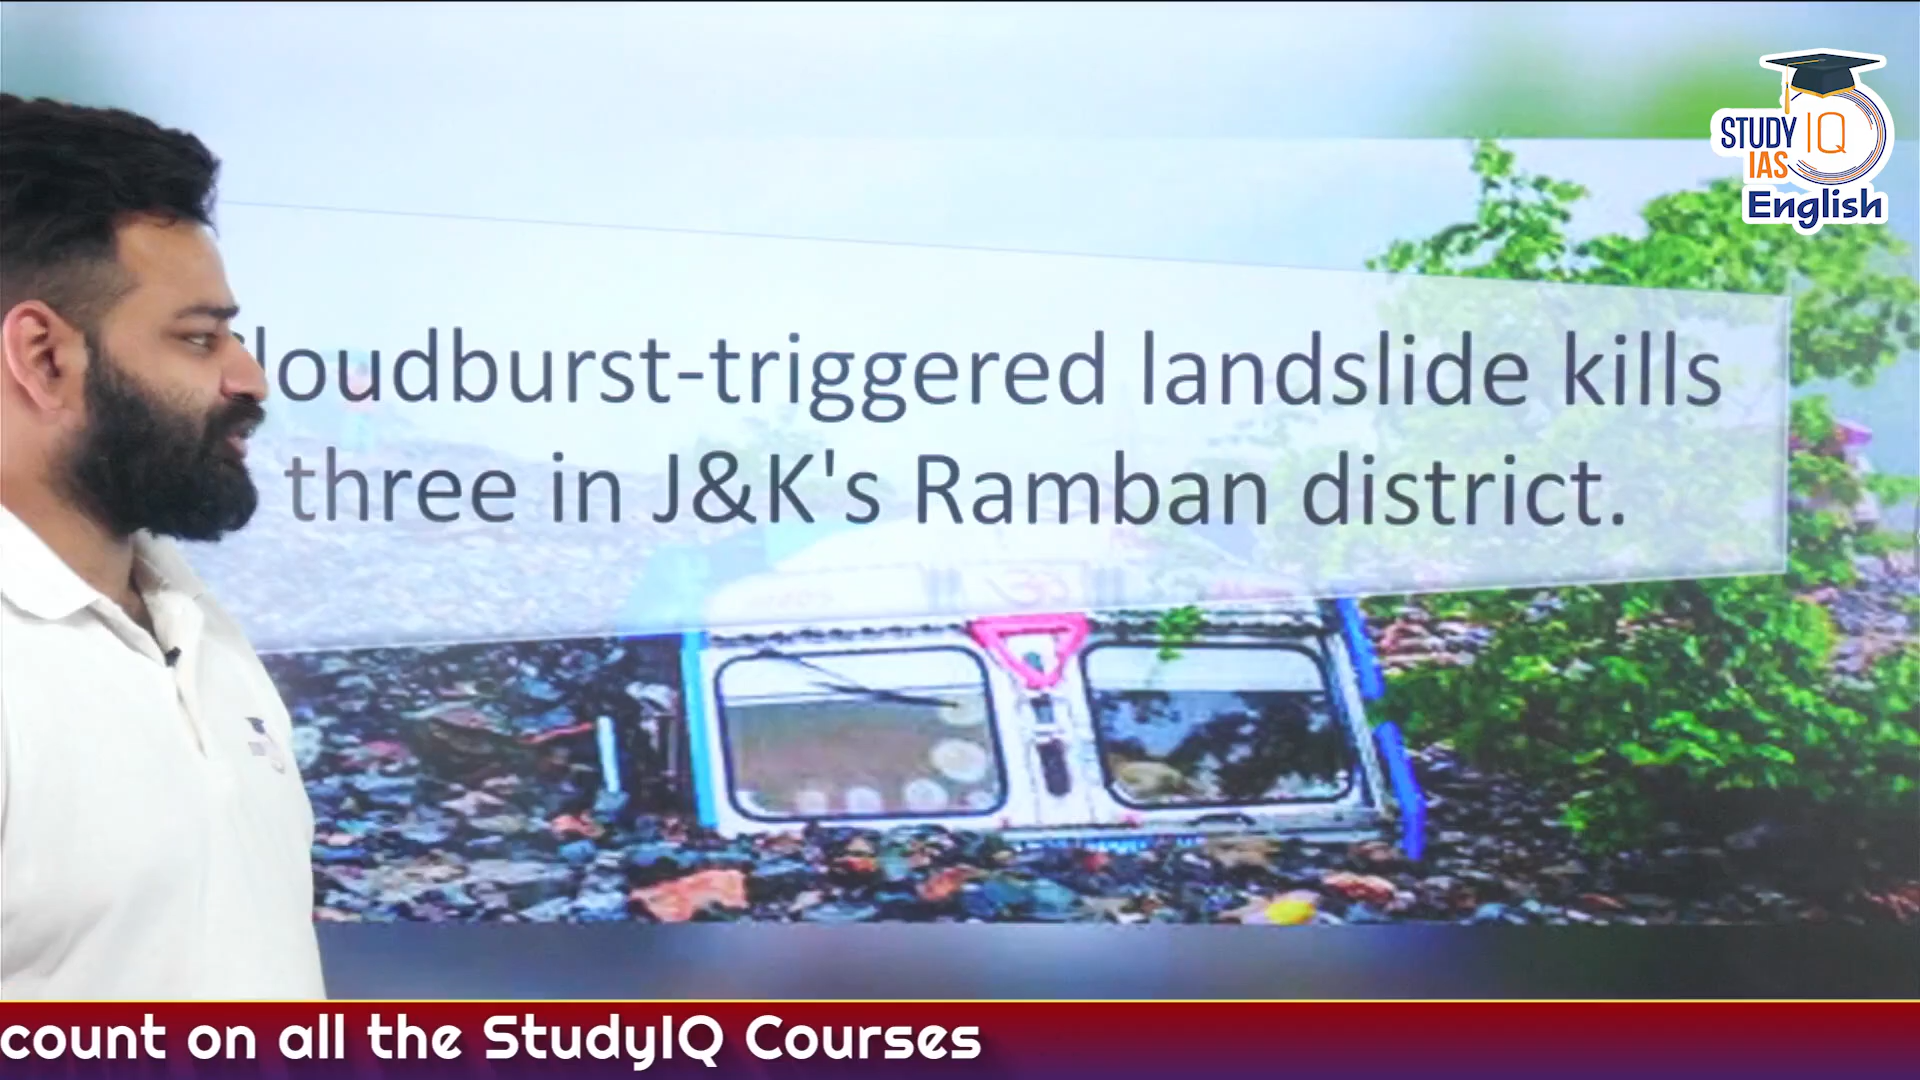 STUDY IQ
IAS
English
loudburst-triggered landslide kills
three in J&K's Ramban district.
count on all the StudyIQ Courses